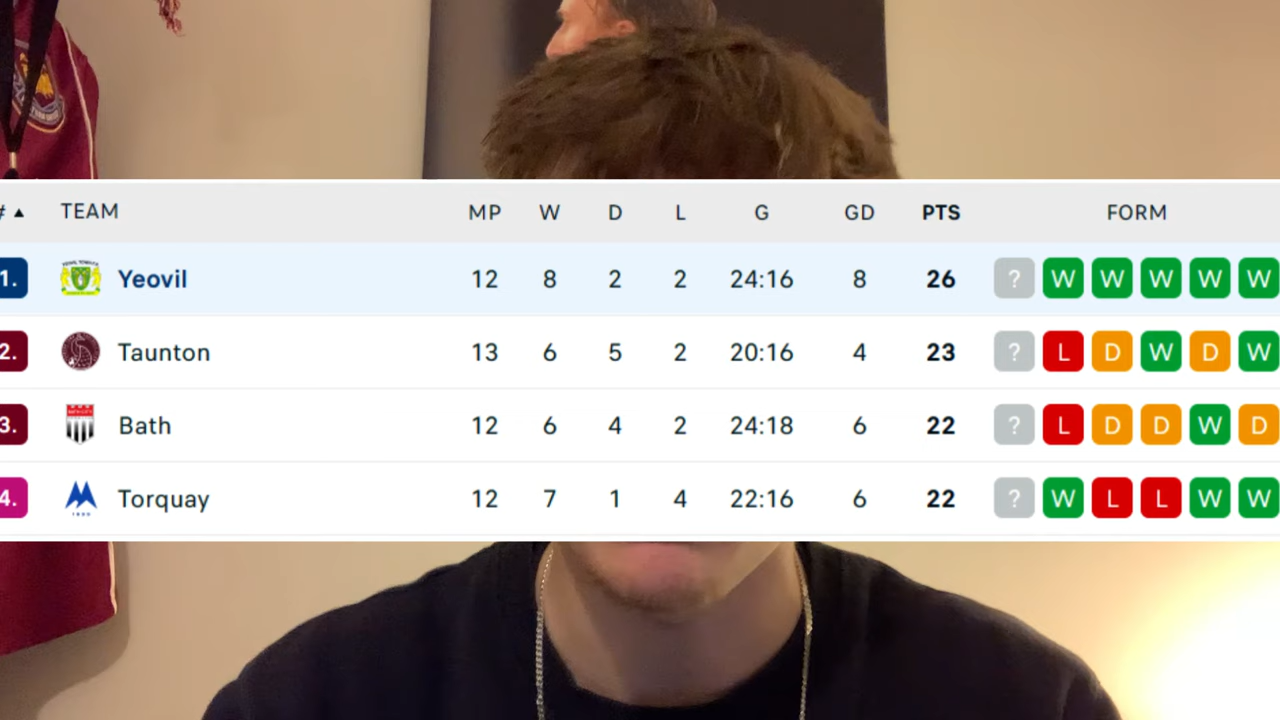 # ▲ TEAM MP W D L G GD PTS FORM
1. Yeovil 12 8 2 2 24:16 8 26 ? W W W W W
2. Taunton 13 6 5 2 20:16 4 23 ? L D W D W
3. Bath 12 6 4 2 24:18 6 22 ? L D D W D
4. Torquay 12 7 1 4 22:16 6 22 ? W L L W W